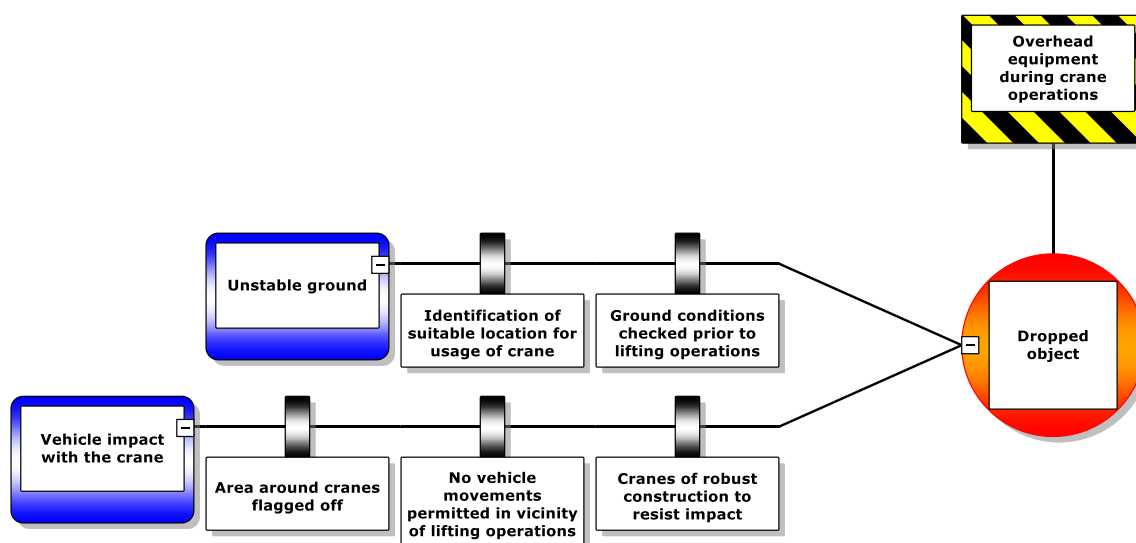 Overhead
equipment
during crane
operations
Unstable ground
Identification of
suitable location for
usage of crane
Ground conditions
checked prior to
lifting operations
Dropped
object
Vehicle impact
with the crane
Area around cranes
flagged off
No vehicle
movements
permitted in vicinity
of lifting operations
Cranes of robust
construction to
resist impact